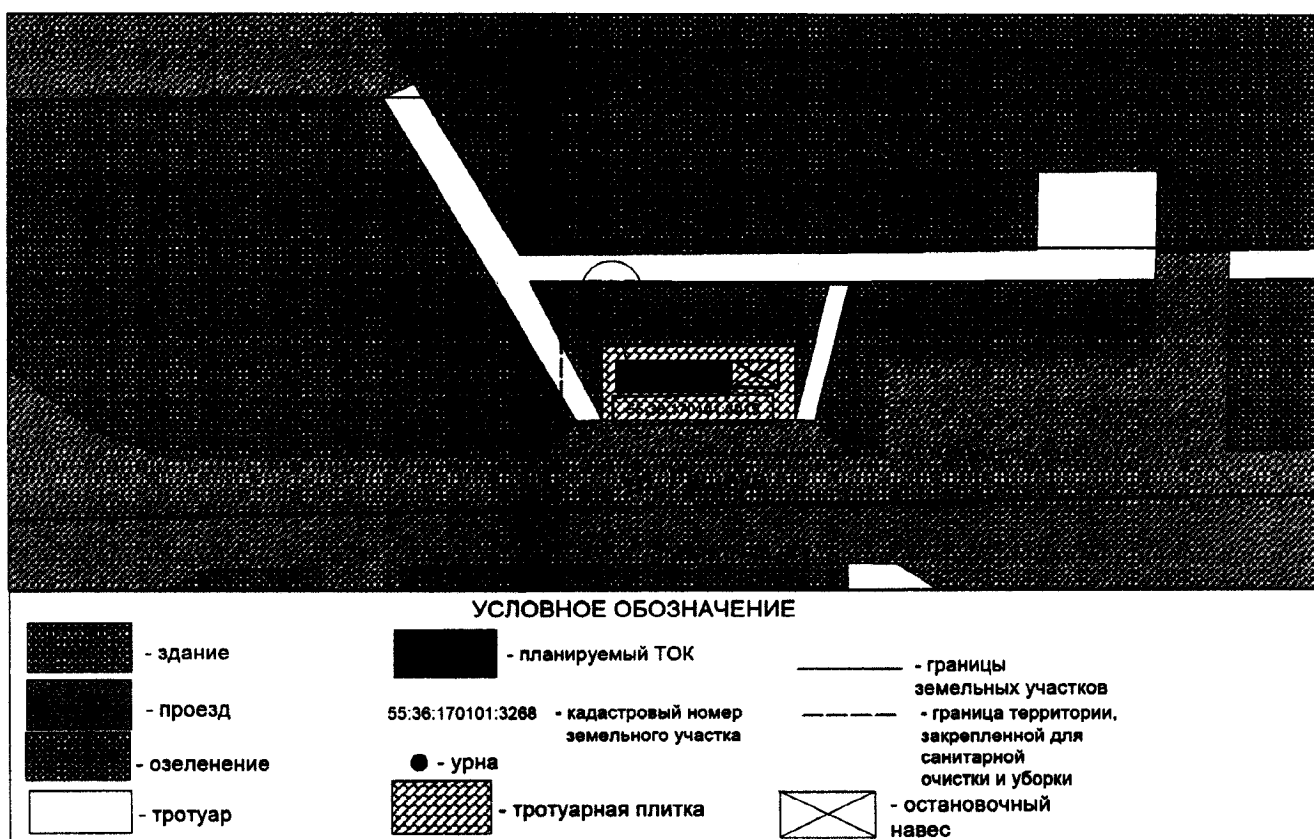 УСЛОВНОЕ ОБОЗНАЧЕНИЕ
- здание
- проезд
- озеленение
- тротуар
- планируемый ТОК
55:36:170101:3268 - кадастровый номер
земельного участка
- урна
- тротуарная плитка
- границы
земельных участков
- граница территории,
закрепленной для
санитарной
очистки и уборки
- остановочный
навес